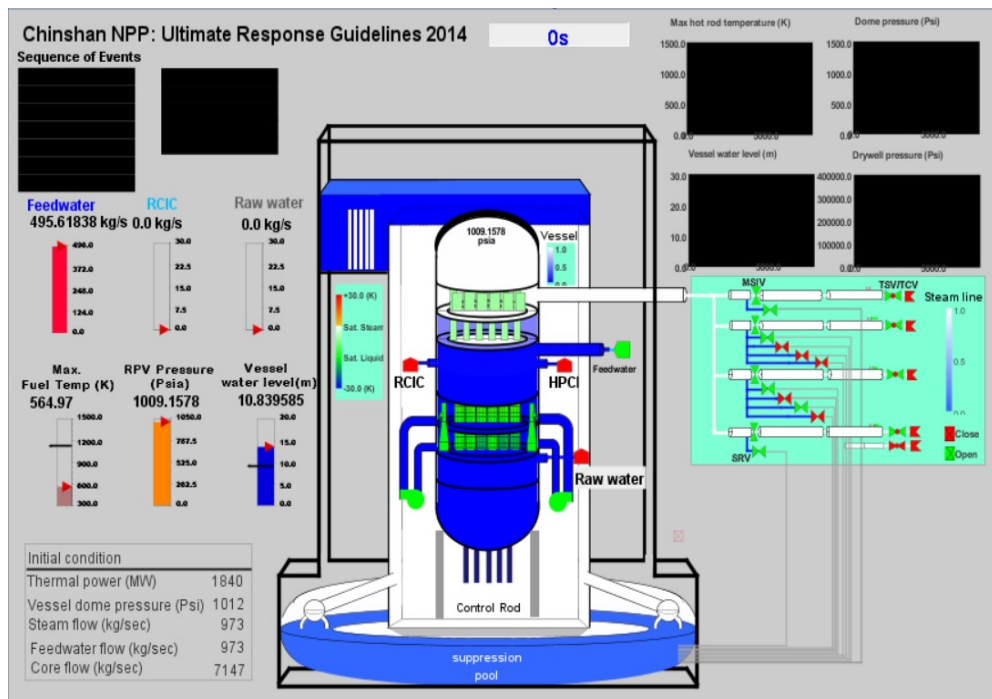 Chinshan NPP: Ultimate Response Guidelines 2014
0s
Sequence of Events
Max hot rod temperature (K)
1500.0
1000.0
500.0
5000.0
Dome pressure (Psi)
1500.0
1000.0
500.0
5000.0
Vessel water level (m)
30.0
20.0
10.0
5000.0
Drywell pressure (Psi)
400000.0
300000.0
200000.0
100000.0
5000.0
Feedwater
495.61838 kg/s
496.0
372.0
248.0
124.0
0.0
RCIC
0.0 kg/s
30.0
22.5
15.0
7.5
0.0
Raw water
0.0 kg/s
30.0
22.5
15.0
7.5
0.0
Max.
Fuel Temp (K)
564.97
1500.0
1200.0
900.0
600.0
300.0
RPV Pressure
(Psia)
1009.1578
1050.0
787.5
525.0
262.5
0.0
Vessel
water level(m)
10.839585
20.0
15.0
10.0
5.0
0.0
Initial condition
Thermal power (MW) 1840
Vessel dome pressure (Psi) 1012
Steam flow (kg/sec) 973
Feedwater flow (kg/sec) 973
Core flow (kg/sec) 7147
1009.1578
psia
Vessel
1.0
0.5
+30.0 (K)
Sat. Steam
Sat. Liquid
-30.0 (K)
RCIC
HPCI
Feedwater
Raw water
Control Rod
suppression
pool
MSIV
TSV/TCV
Steam line
1.0
0.5
0.0
SRV
Close
Open